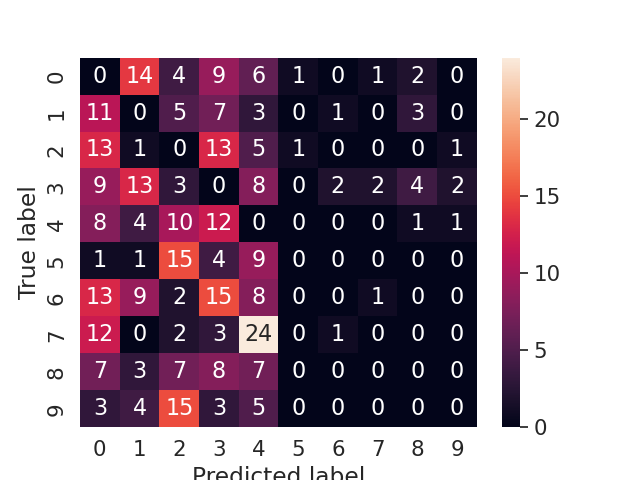 0 0 14 4 9 6 1 0 1 2 0
1 11 0 5 7 3 0 1 0 3 0
2 13 1 0 13 5 1 0 0 0 1
3 9 13 3 0 8 0 2 2 4 2
4 8 4 10 12 0 0 0 0 1 1
5 1 1 15 4 9 0 0 0 0 0
6 13 9 2 15 8 0 0 1 0 0
7 12 0 2 3 24 0 1 0 0 0
8 7 3 7 8 7 0 0 0 0 0
9 3 4 15 3 5 0 0 0 0 0
0 1 2 3 4 5 6 7 8 9
True label
Predicted label
20
15
10
5
0